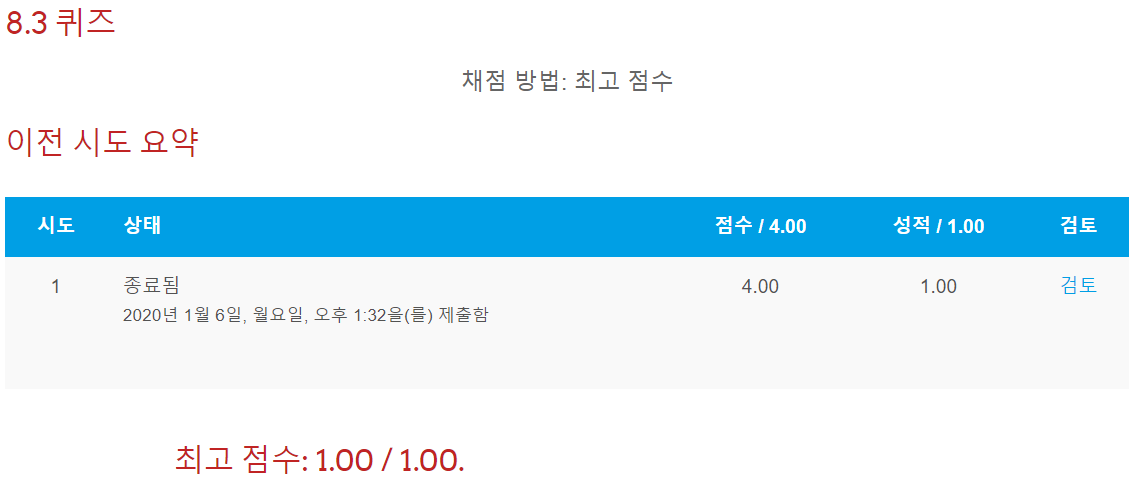 8.3 퀴즈
채점 방법: 최고 점수
이전 시도 요약
시도 상태 점수 / 4.00 성적 / 1.00 검토
1 종료됨 4.00 1.00 검토
2020년 1월 6일, 월요일, 오후 1:32을(를) 제출함
최고 점수: 1.00 / 1.00.